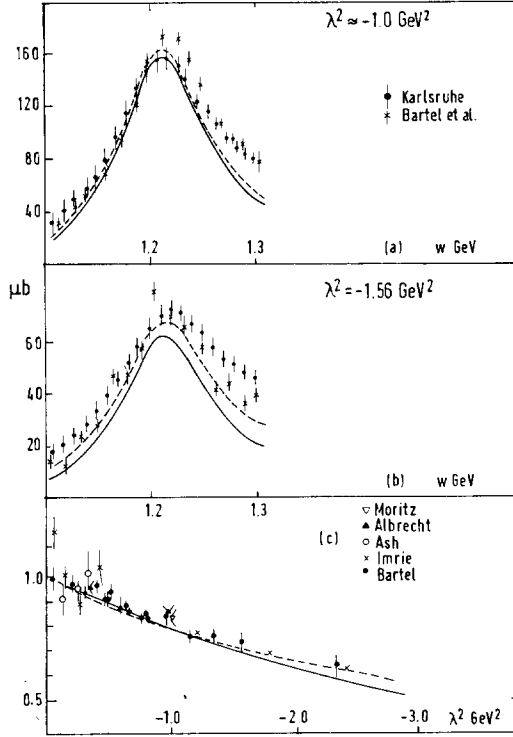 λ² ≈ -1.0 GeV²
160
Karlsruhe
Bartel et al.
120
80
40
1.2
1.3
(a) w GeV
μb
λ² = -1.56 GeV²
60
40
20
1.2
1.3
(b) w GeV
(c)
Moritz
Albrecht
Ash
Imrie
Bartel
1.0
0.5
-1.0
-2.0
-3.0
λ² GeV²